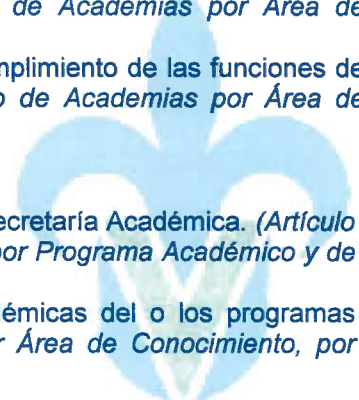 de Academias por Área de
mplimiento de las funciones de
o de Academias por Área de
ecretaría Académica. (Artículo
por Programa Académico y de
démicas del o los programas
r Área de Conocimiento, por